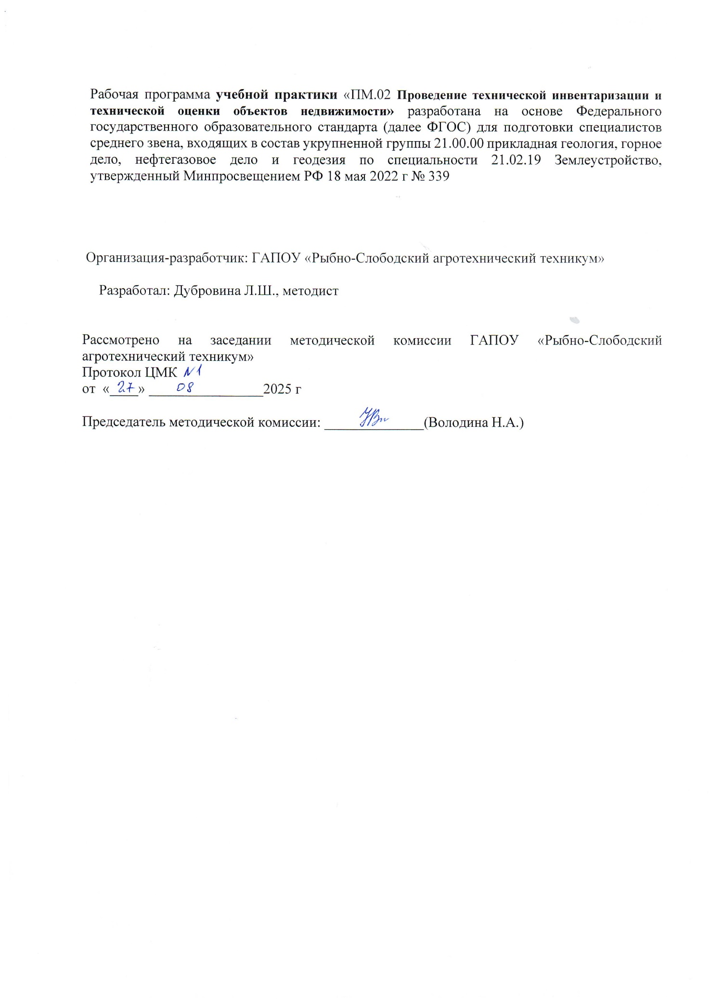 Рабочая программа учебной практики «ПМ.02 Проведение технической инвентаризации и
технической оценки объектов недвижимости» разработана на основе Федерального
государственного образовательного стандарта (далее ФГОС) для подготовки специалистов
среднего звена, входящих в состав укрупненной группы 21.00.00 прикладная геология, горное
дело, нефтегазовое дело и геодезия по специальности 21.02.19 Землеустройство,
утвержденный Минпросвещением РФ 18 мая 2022 г № 339
Организация-разработчик: ГАПОУ «Рыбно-Слободский агротехнический техникум»
Разработал: Дубровина Л.Ш., методист
Рассмотрено на заседании методической комиссии ГАПОУ «Рыбно-Слободский
агротехнический техникум»
Протокол ЦМК №1
от «27» 08 2025 г
Председатель методической комиссии: (Володина Н.А.)